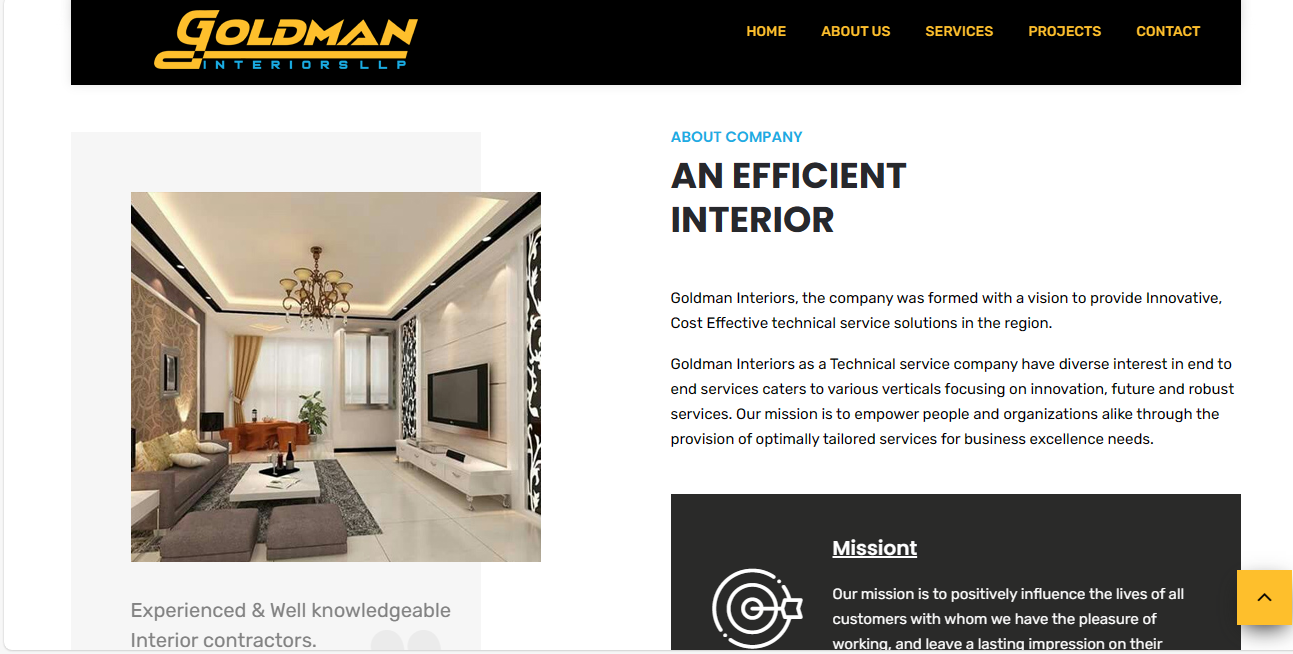 GOLDMAN
INTERIORS LLP
HOME ABOUT US SERVICES PROJECTS CONTACT
ABOUT COMPANY
AN EFFICIENT
INTERIOR
Goldman Interiors, the company was formed with a vision to provide Innovative,
Cost Effective technical service solutions in the region.
Goldman Interiors as a Technical service company have diverse interest in end to
end services caters to various verticals focusing on innovation, future and robust
services. Our mission is to empower people and organizations alike through the
provision of optimally tailored services for business excellence needs.
Experienced & Well knowledgeable
Interior contractors.
Missiont
Our mission is to positively influence the lives of all
customers with whom we have the pleasure of
working, and leave a lasting impression on their